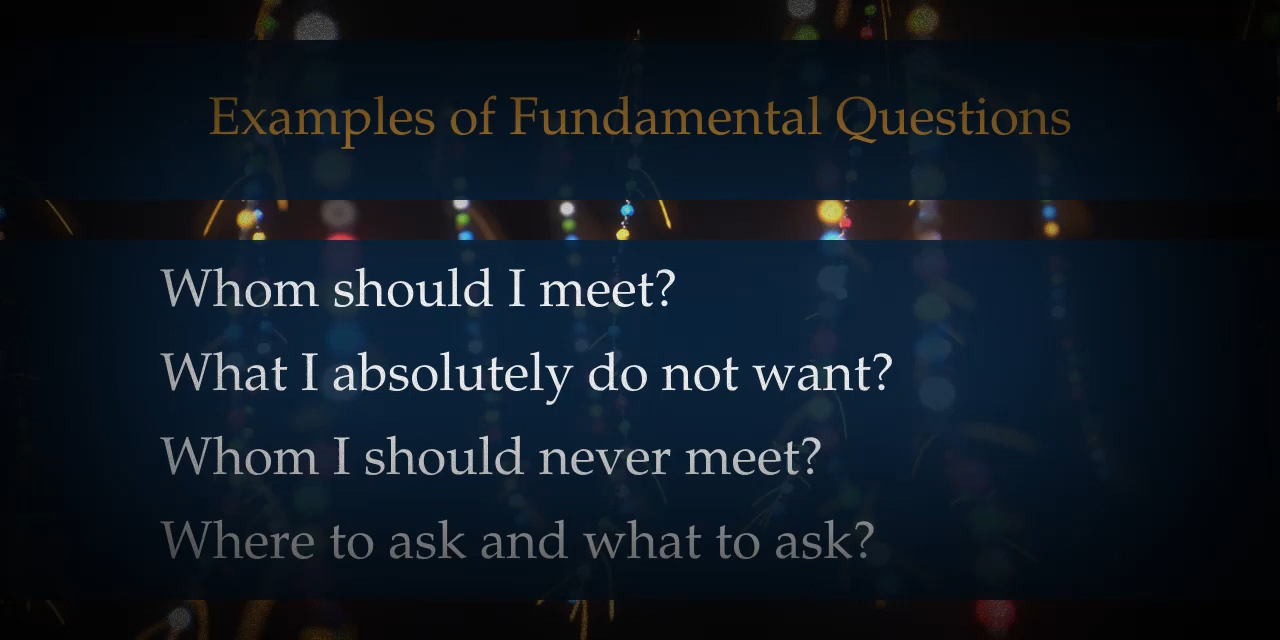 Examples of Fundamental Questions
Whom should I meet?
What I absolutely do not want?
Whom I should never meet?
Where to ask and what to ask?